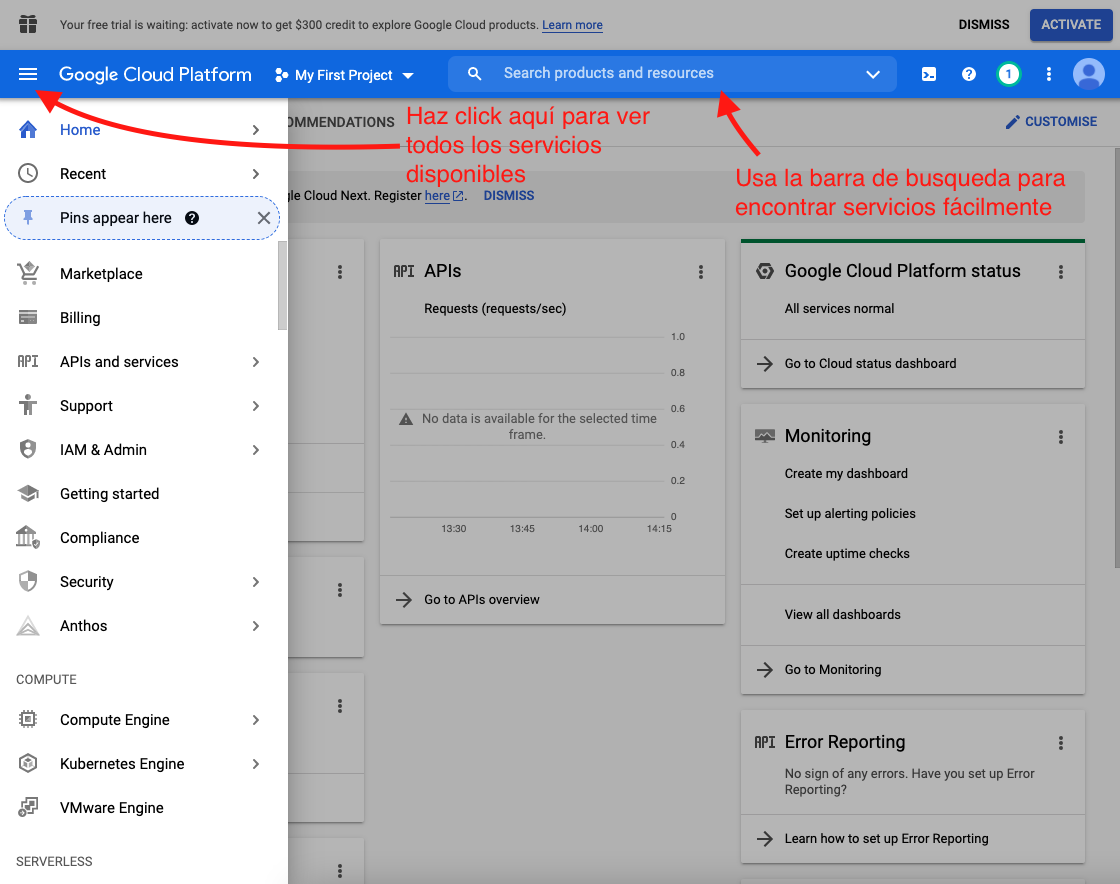 Your free trial is waiting: activate now to get $300 credit to explore Google Cloud products. Learn more
DISMISS
ACTIVATE
Google Cloud Platform
My First Project
Search products and resources
1
Home
Recent
Pins appear here
Marketplace
Billing
API APIs and services
Support
IAM & Admin
Getting started
Compliance
Security
Anthos
COMPUTE
Compute Engine
Kubernetes Engine
VMware Engine
SERVERLESS
OMMENDATIONS
CUSTOMISE
Haz click aquí para ver
todos los servicios
disponibles
Usa la barra de busqueda para
encontrar servicios fácilmente
gle Cloud Next. Register here. DISMISS
API APIs
Requests (requests/sec)
1.0
0.8
0.6
No data is available for the selected time
frame.
0.4
0.2
0
13:30 13:45 14:00 14:15
Go to APIs overview
Google Cloud Platform status
All services normal
Go to Cloud status dashboard
Monitoring
Create my dashboard
Set up alerting policies
Create uptime checks
View all dashboards
Go to Monitoring
API Error Reporting
No sign of any errors. Have you set up Error
Reporting?
Learn how to set up Error Reporting